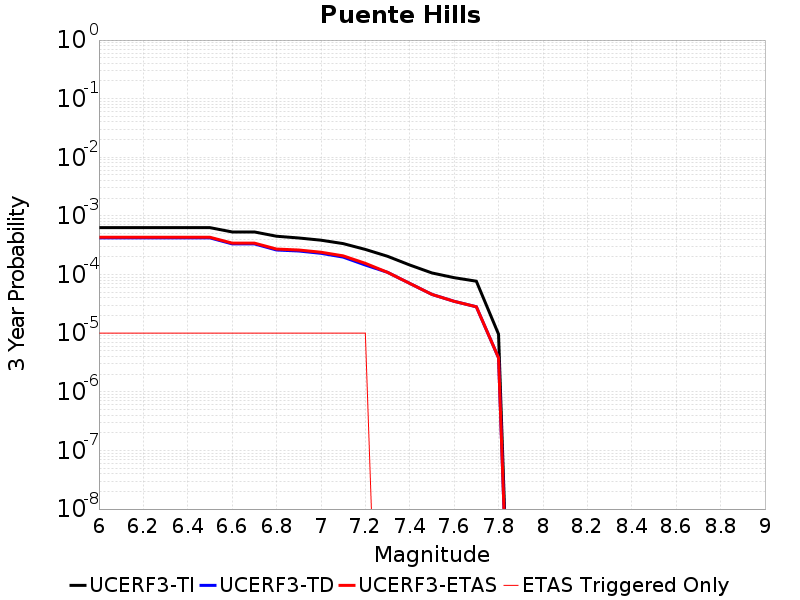 Puente Hills
3 Year Probability
10^0
10^-1
10^-2
10^-3
10^-4
10^-5
10^-6
10^-7
10^-8
6 6.2 6.4 6.6 6.8 7 7.2 7.4 7.6 7.8 8 8.2 8.4 8.6 8.8 9
Magnitude
UCERF3-TI UCERF3-TD UCERF3-ETAS ETAS Triggered Only